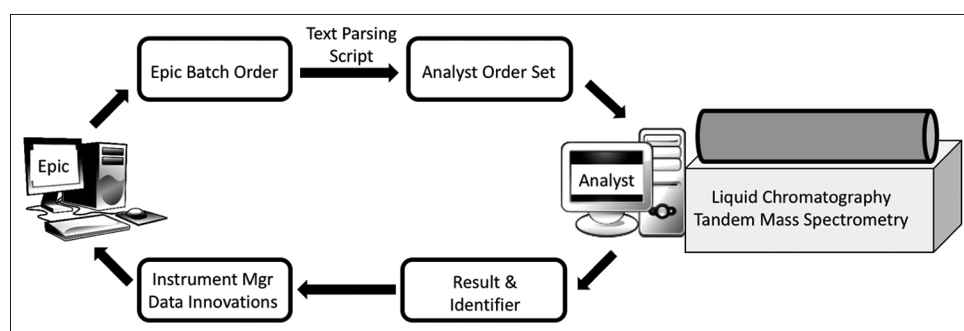 Text Parsing
Script
Epic Batch Order
Analyst Order Set
Epic
Analyst
Liquid Chromatography
Tandem Mass Spectrometry
Instrument Mgr
Data Innovations
Result &
Identifier